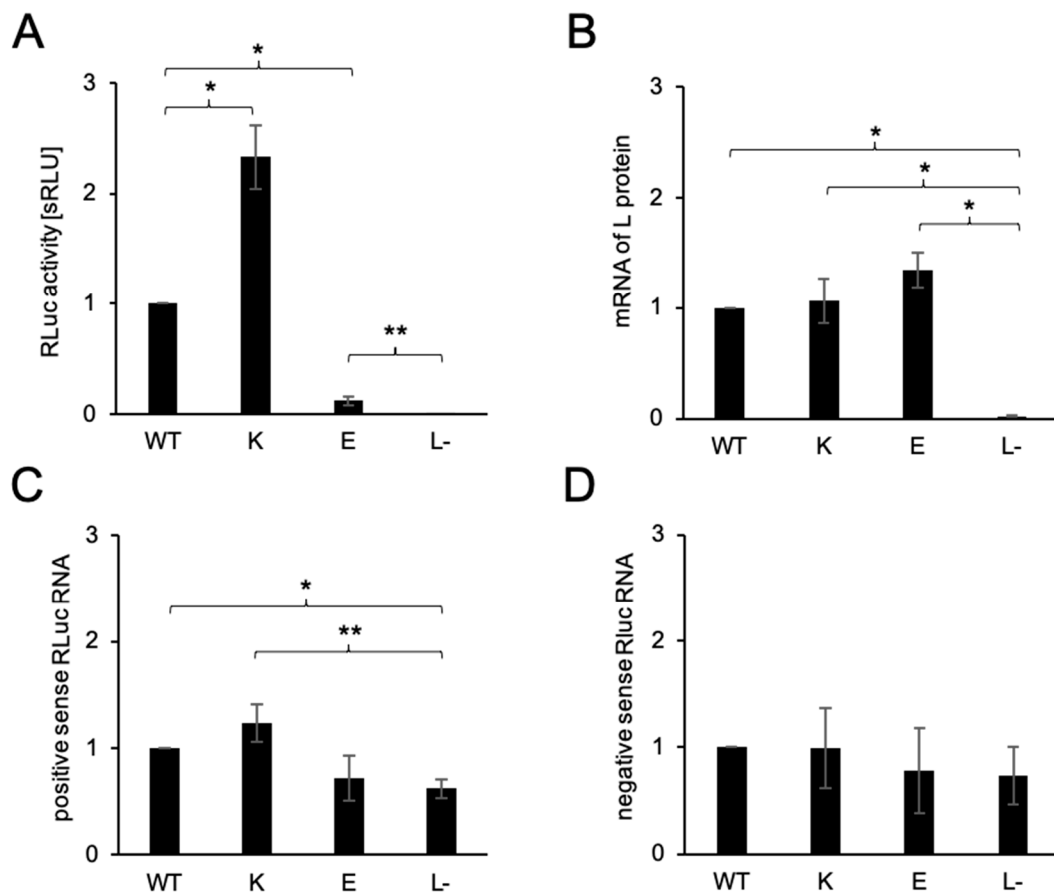 A
RLuc activity [sRLU]
3
2
1
0
*
*
**
WT K E L-
B
mRNA of L protein
3
2
1
0
*
*
*
WT K E L-
C
positive sense RLuc RNA
3
2
1
0
*
**
WT K E L-
D
negative sense Rluc RNA
3
2
1
0
WT K E L-